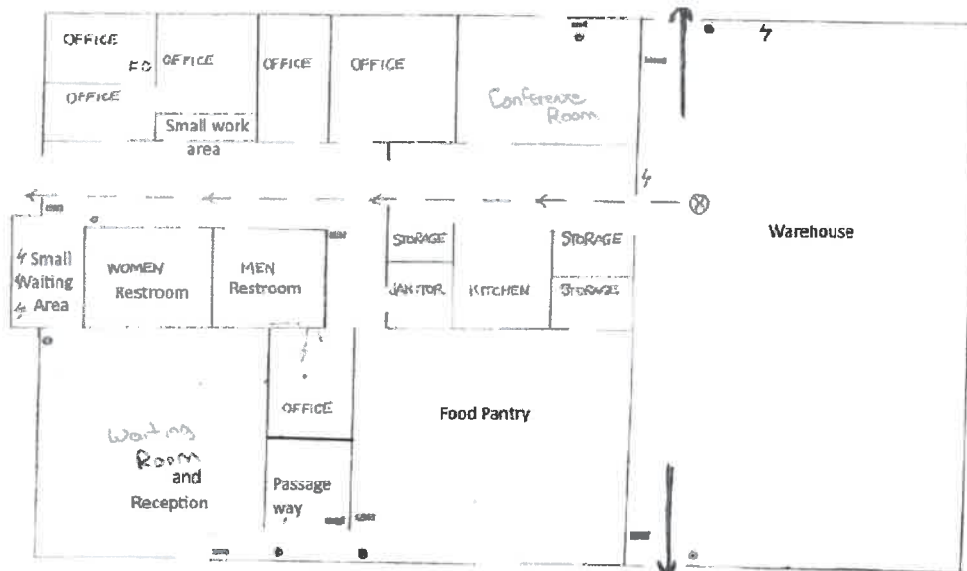 OFFICE
OFFICE
OFFICE
OFFICE
OFFICE
Conference
Room
Small work
area
Warehouse
Small
Waiting
Area
WOMEN
Restroom
MEN
Restroom
STORAGE
JANITOR
KITCHEN
STORAGE
STORAGE
OFFICE
Food Pantry
Waiting
Room
and
Reception
Passage
way